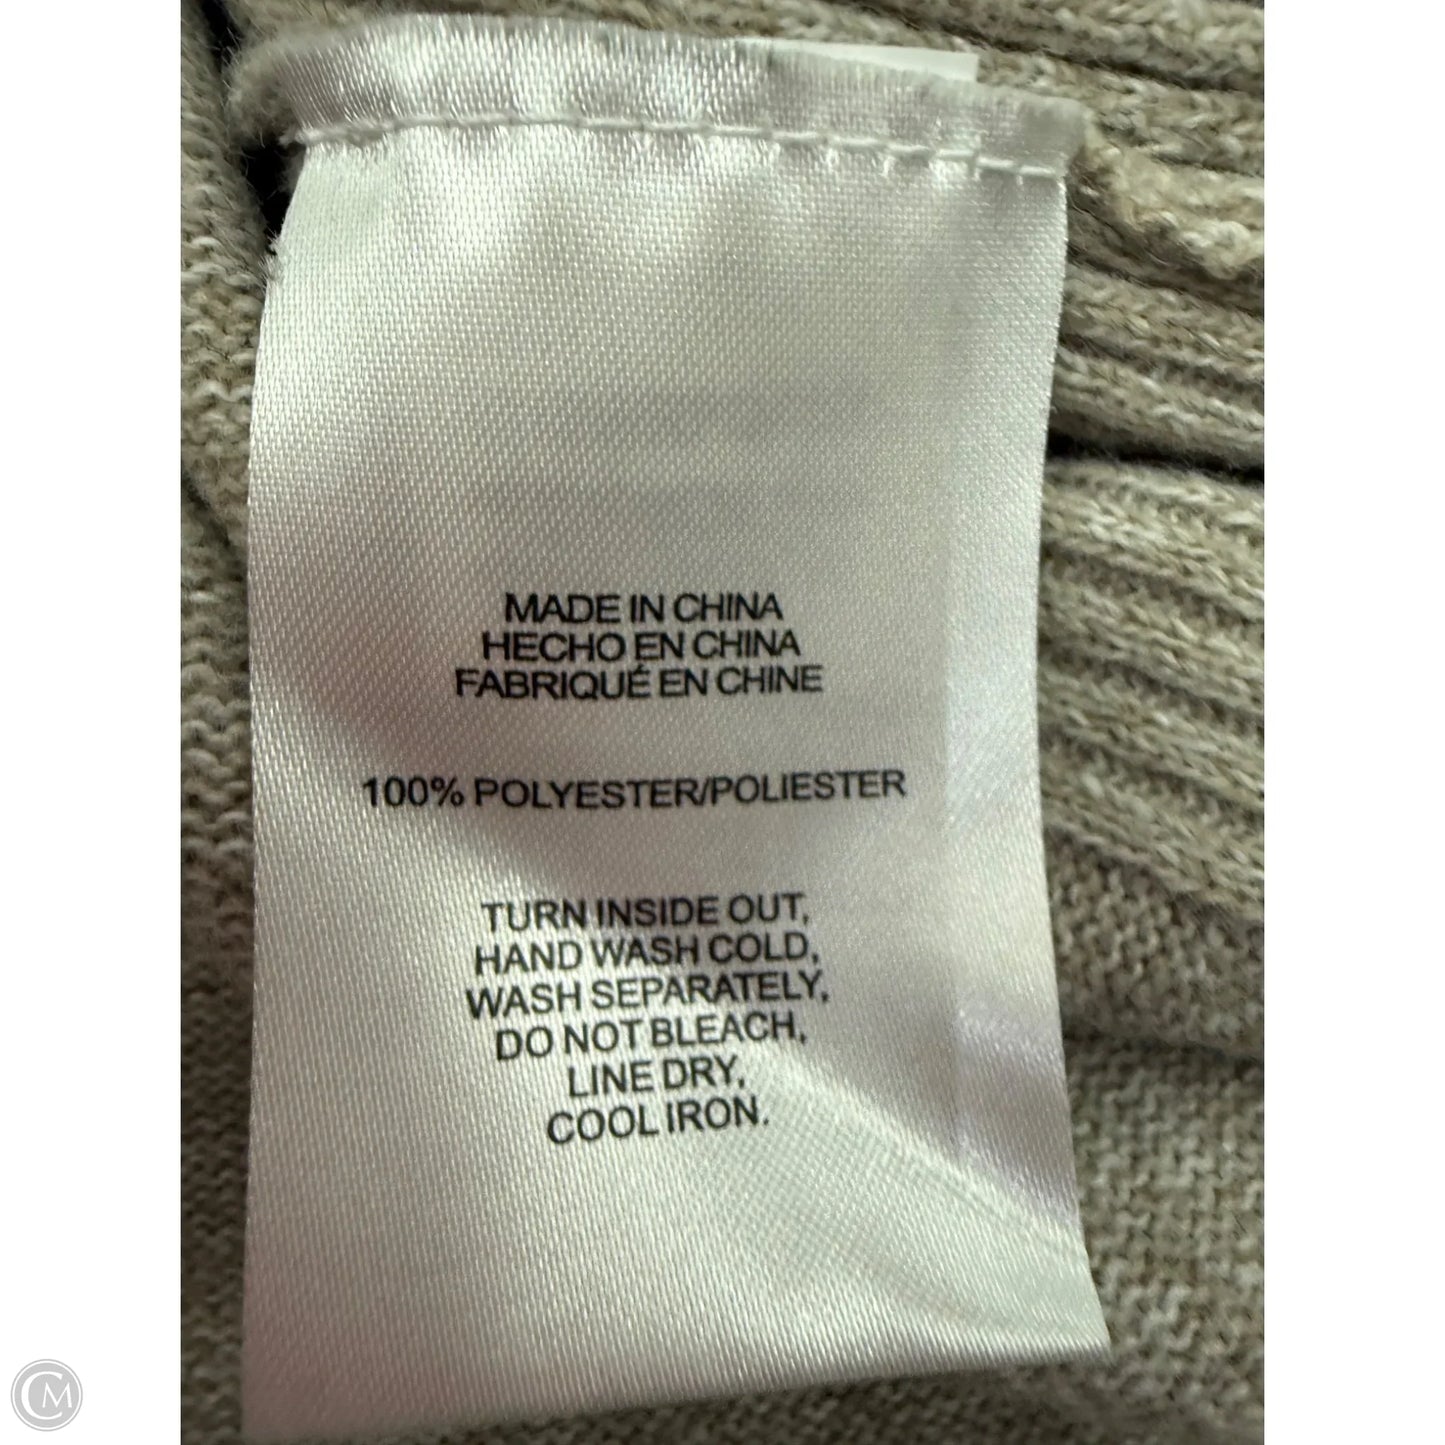 MADE IN CHINA
HECHO EN CHINA
FABRIQUÉ EN CHINE
100% POLYESTER/POLIESTER
TURN INSIDE OUT,
HAND WASH COLD,
WASH SEPARATELY,
DO NOT BLEACH,
LINE DRY,
COOL IRON.
CM